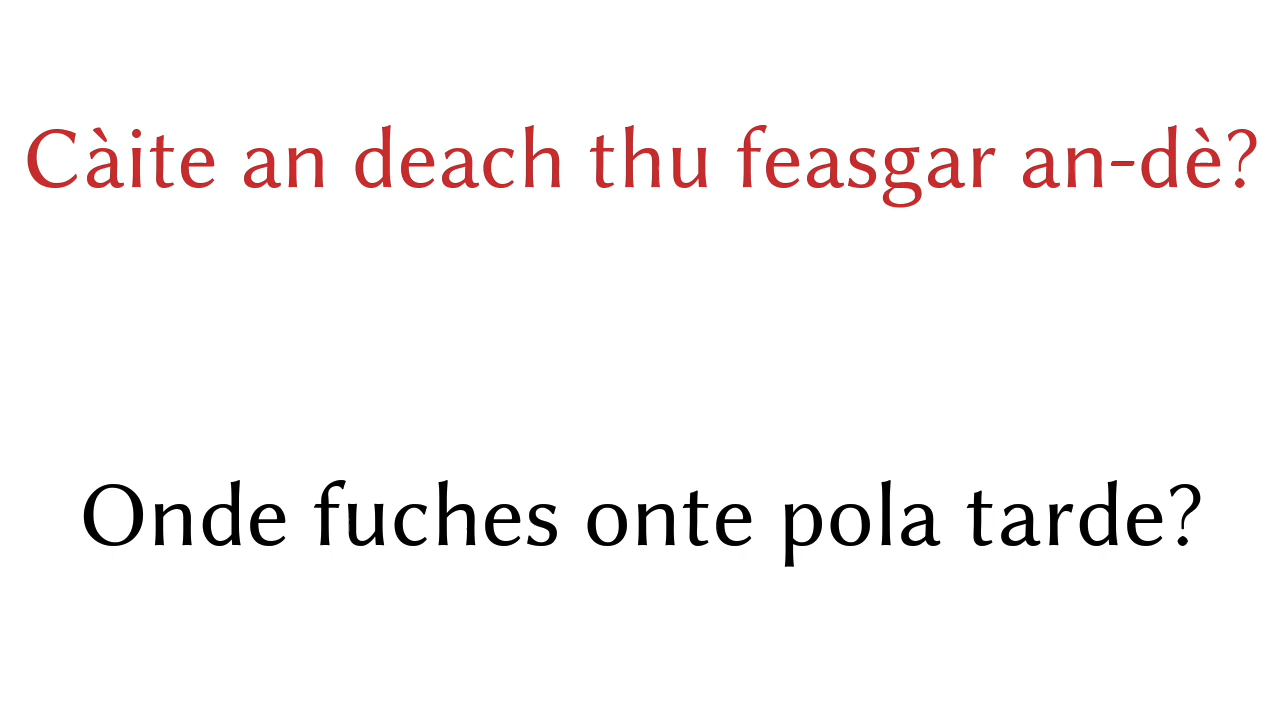 Càite an deach thu feasgar an-dè?
Onde fuches onte pola tarde?